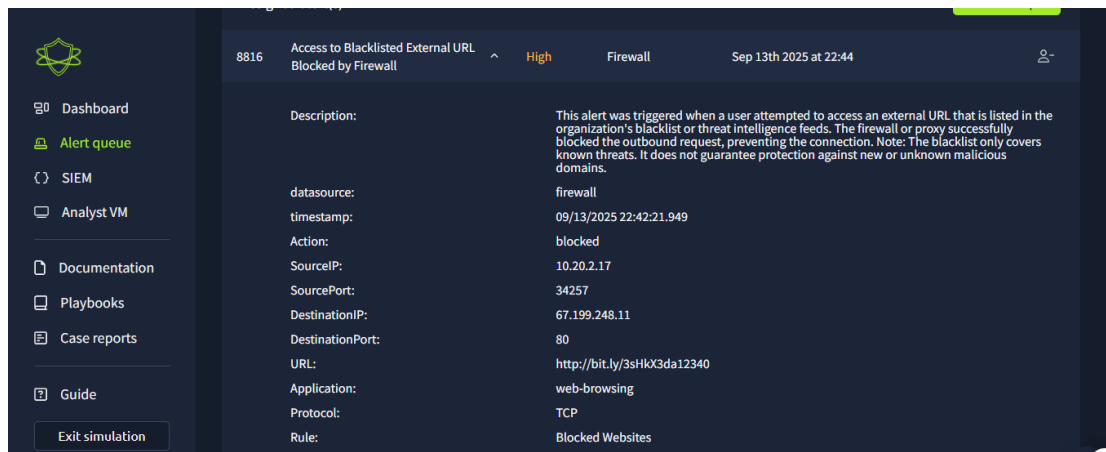 8816 Access to Blacklisted External URL Blocked by Firewall High Firewall Sep 13th 2025 at 22:44
Dashboard
Alert queue
SIEM
Analyst VM
Documentation
Playbooks
Case reports
Guide
Exit simulation
Description: This alert was triggered when a user attempted to access an external URL that is listed in the
organization's blacklist or threat intelligence feeds. The firewall or proxy successfully
blocked the outbound request, preventing the connection. Note: The blacklist only covers
known threats. It does not guarantee protection against new or unknown malicious
domains.
datasource: firewall
timestamp: 09/13/2025 22:42:21.949
Action: blocked
SourceIP: 10.20.2.17
SourcePort: 34257
DestinationIP: 67.199.248.11
DestinationPort: 80
URL: http://bit.ly/3sHkX3da12340
Application: web-browsing
Protocol: TCP
Rule: Blocked Websites